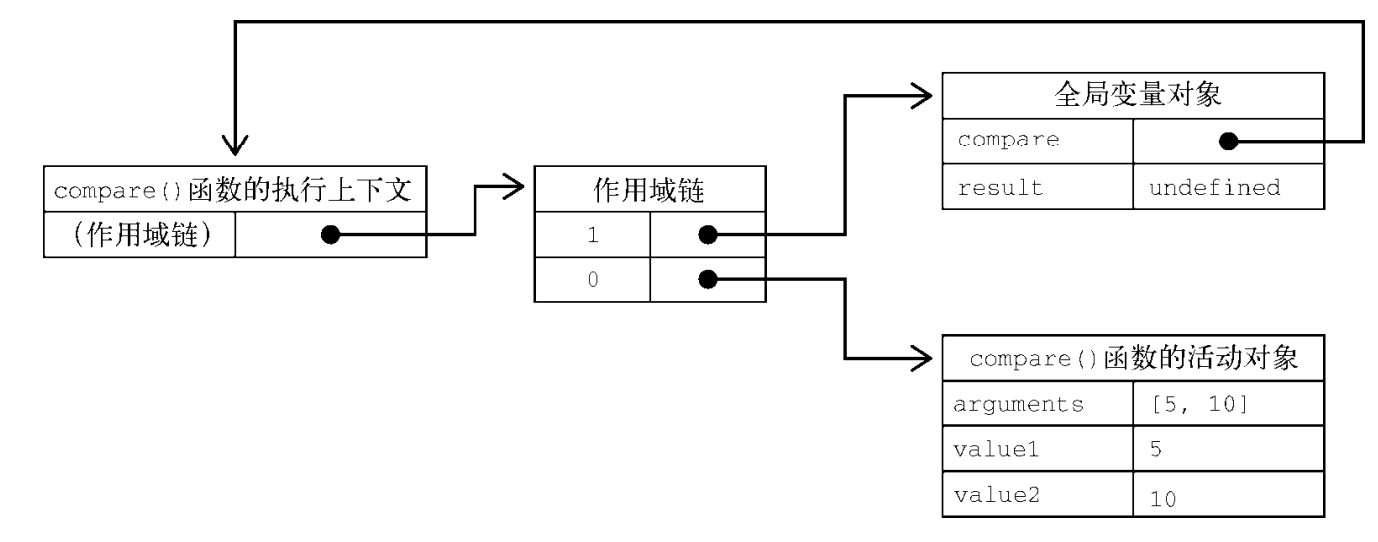 全局变量对象
compare
result undefined
compare()函数的执行上下文
(作用域链)
作用域链
1
0
compare()函数的活动对象
arguments [5, 10]
value1 5
value2 10